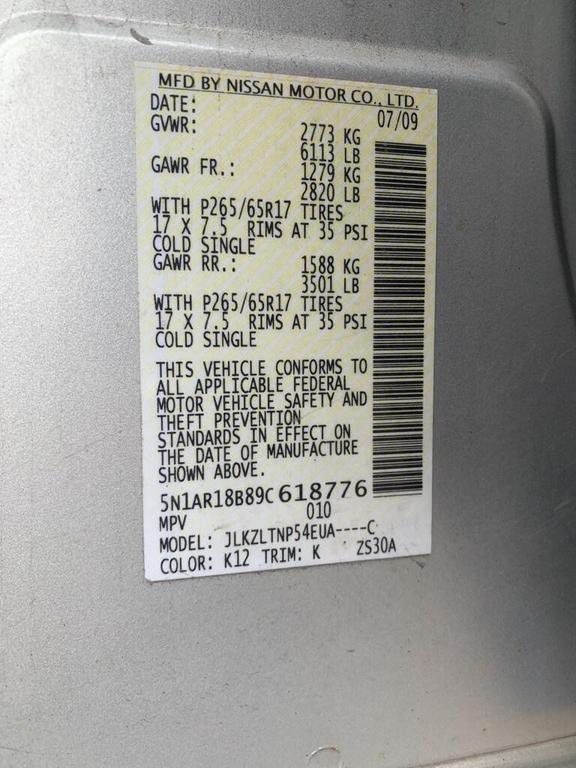 MFD BY NISSAN MOTOR CO., LTD.
DATE: 07/09
GVWR: 2773 KG
6113 LB
GAWR FR.: 1279 KG
2820 LB
WITH P265/65R17 TIRES
17 X 7.5 RIMS AT 35 PSI
COLD SINGLE
GAWR RR.: 1588 KG
3501 LB
WITH P265/65R17 TIRES
17 X 7.5 RIMS AT 35 PSI
COLD SINGLE
THIS VEHICLE CONFORMS TO
ALL APPLICABLE FEDERAL
MOTOR VEHICLE SAFETY AND
THEFT PREVENTION
STANDARDS IN EFFECT ON
THE DATE OF MANUFACTURE
SHOWN ABOVE.
5N1AR18B89C618776
MPV 010
MODEL: JLKZLTNP54EUA----C
COLOR: K12 TRIM: K ZS30A